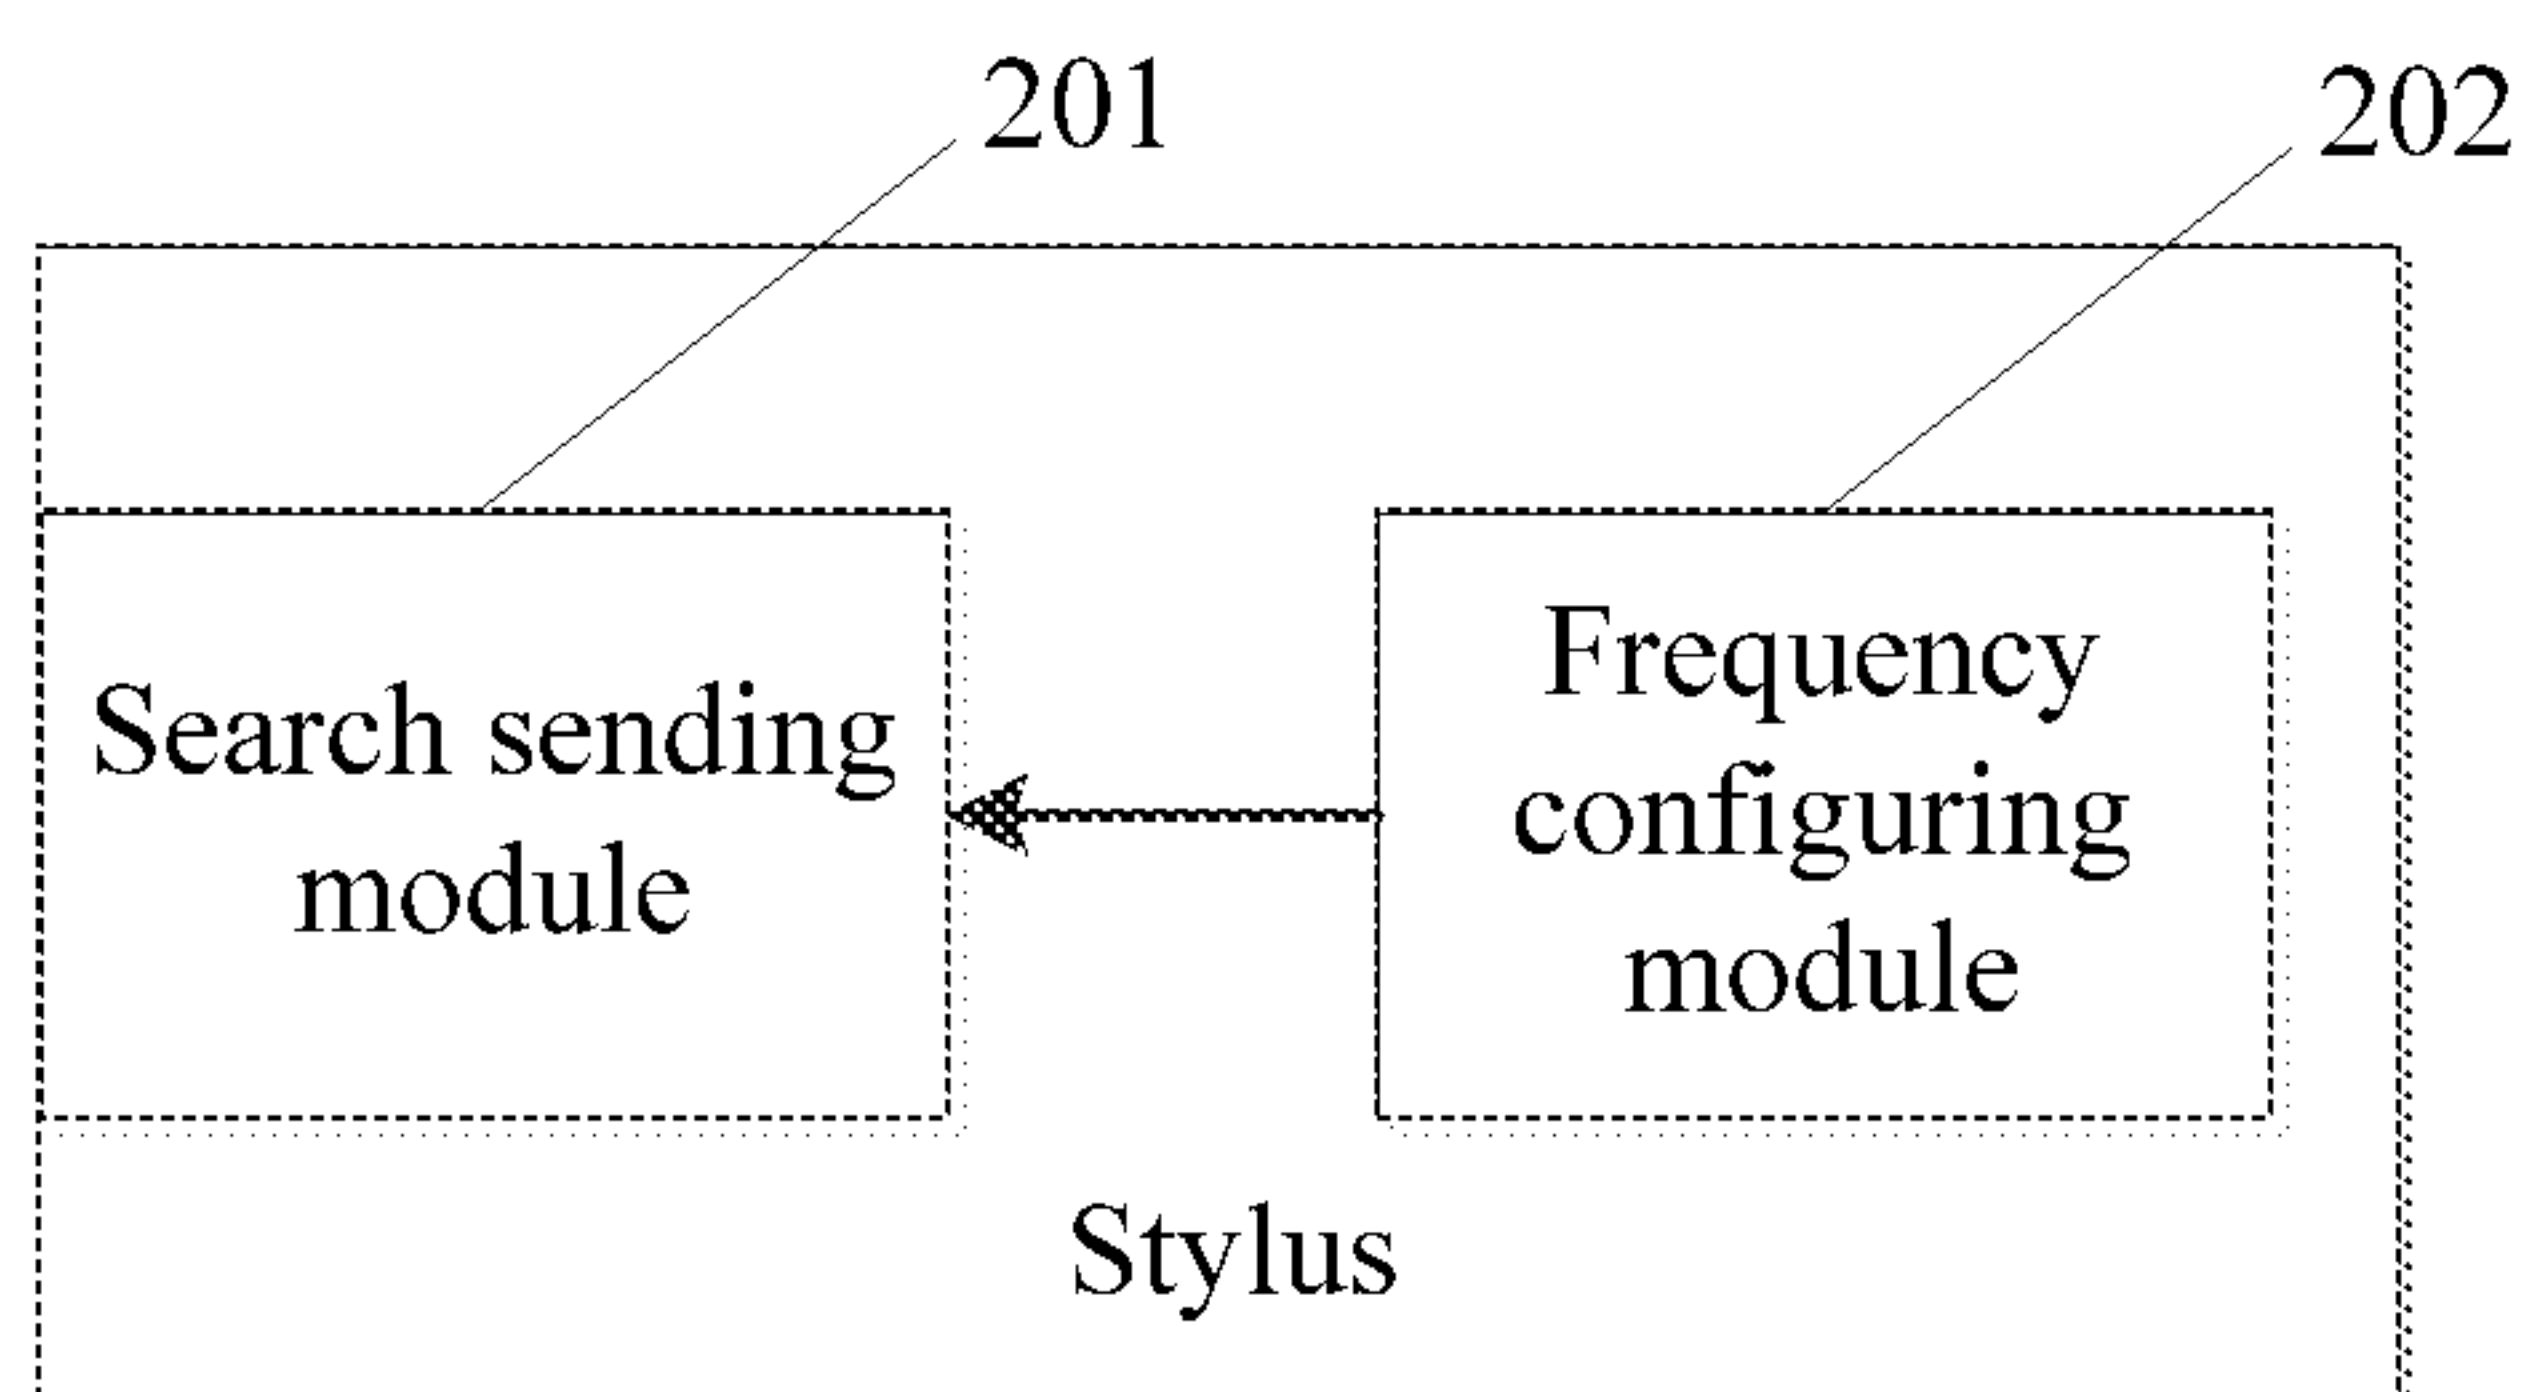 201
202
Search sending
module
Frequency
configuring
module
Stylus